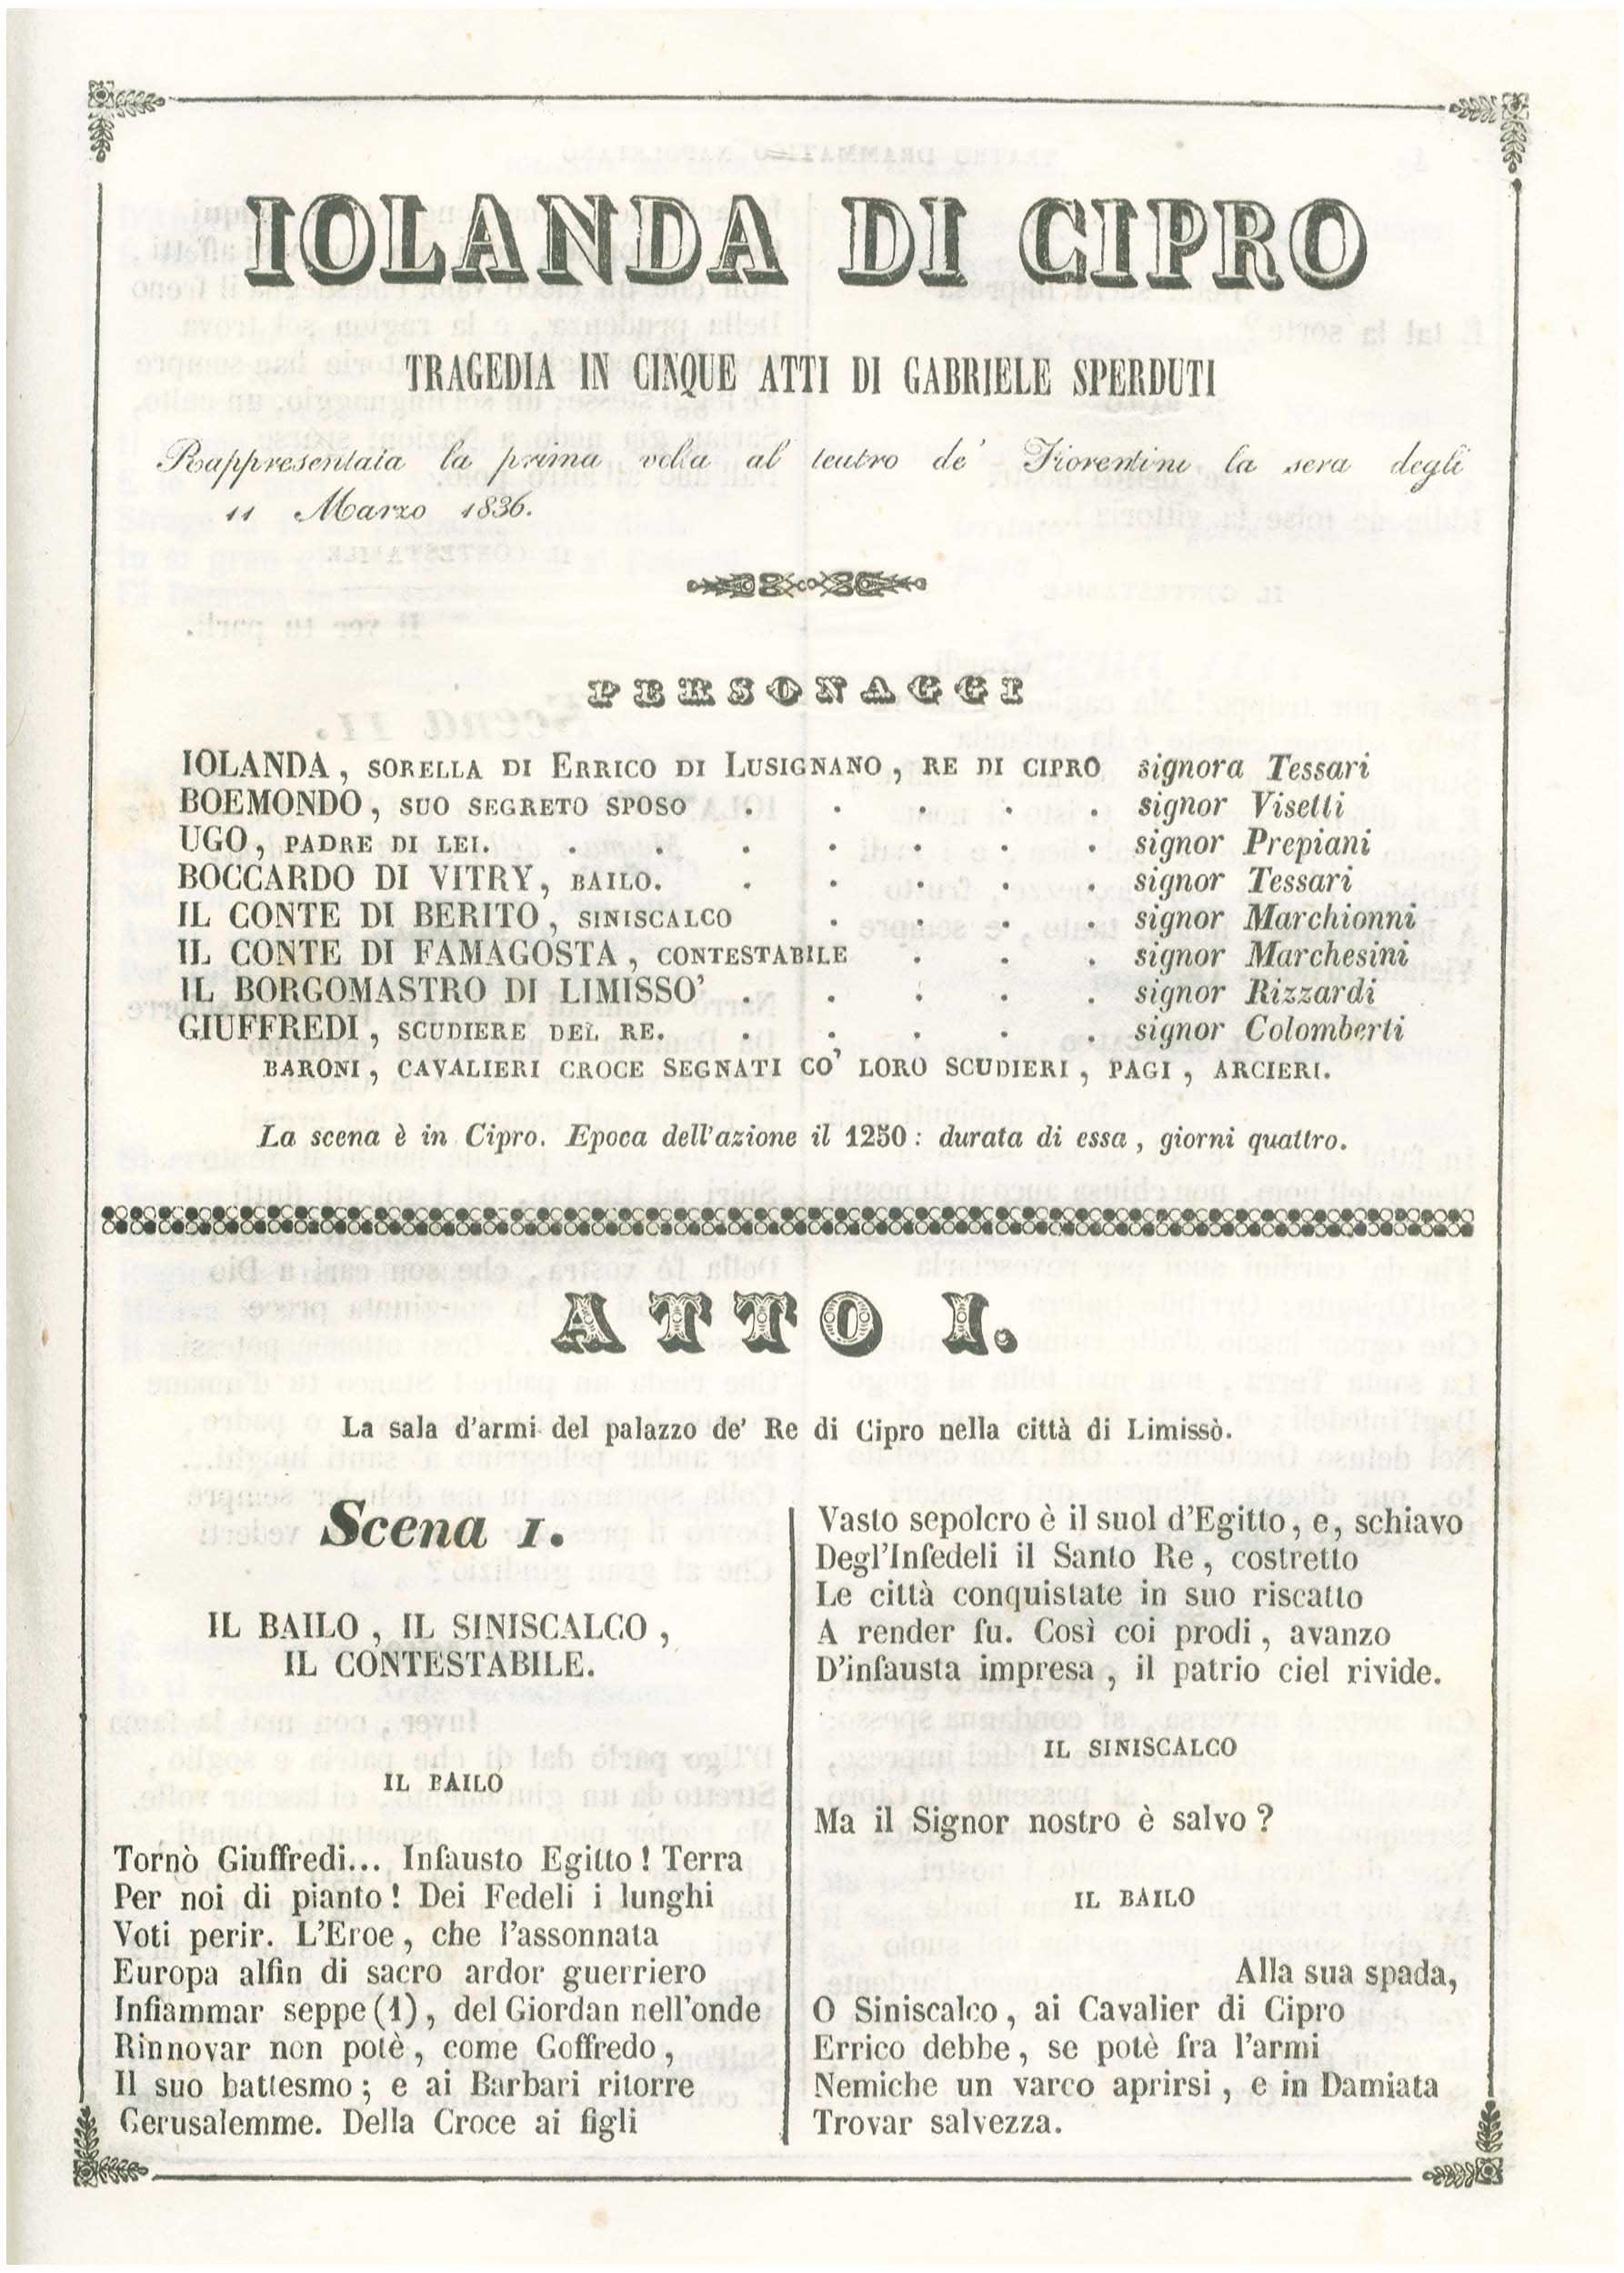 IOLANDA DI CIPRO
TRAGEDIA IN CINQUE ATTI DI GABRIELE SPERDUTI
Rappresentata la prima volta al teatro de' Fiorentini la sera degli
11 Marzo 1836.
PERSONAGGI
IOLANDA, SORELLA DI ERRICO DI LUSIGNANO, RE DI CIPRO signora Tessari
BOEMONDO, SUO SEGRETO SPOSO . . . . . signor Visetti
UGO, PADRE DI LEI. . . . . . . . signor Prepiani
BOCCARDO DI VITRY, BAILO. . . . . . signor Tessari
IL CONTE DI BERITO, SINISCALCO . . . . signor Marchionni
IL CONTE DI FAMAGOSTA, CONTESTABILE . . . signor Marchesini
IL BORGOMASTRO DI LIMISSO' . . . . . signor Rizzardi
GIUFFREDI, SCUDIERE DEL RE. . . . . . signor Colomberti
BARONI, CAVALIERI CROCE SEGNATI CO' LORO SCUDIERI, PAGI, ARCIERI.
La scena è in Cipro. Epoca dell'azione il 1250: durata di essa, giorni quattro.
ATTO I.
La sala d'armi del palazzo de' Re di Cipro nella città di Limissò.
Scena I.
IL BAILO, IL SINISCALCO,
IL CONTESTABILE.
IL BAILO
Tornò Giuffredi... Infausto Egitto! Terra
Per noi di pianto! Dei Fedeli i lunghi
Voti perir. L'Eroe, che l'assonnata
Europa alfin di sacro ardor guerriero
Infiammar seppe (1), del Giordan nell'onde
Rinnovar non potè, come Goffredo,
Il suo battesmo; e ai Barbari ritorre
Gerusalemme. Della Croce ai figli
Vasto sepolcro è il suol d'Egitto, e, schiavo
Degl'Infedeli il Santo Re, costretto
Le città conquistate in suo riscatto
A render fu. Così coi prodi, avanzo
D'infausta impresa, il patrio ciel rivide.
IL SINISCALCO
Ma il Signor nostro è salvo?
IL BAILO
Alla sua spada,
O Siniscalco, ai Cavalier di Cipro
Errico debbe, se potè fra l'armi
Nemiche un varco aprirsi, e in Damiata
Trovar salvezza.